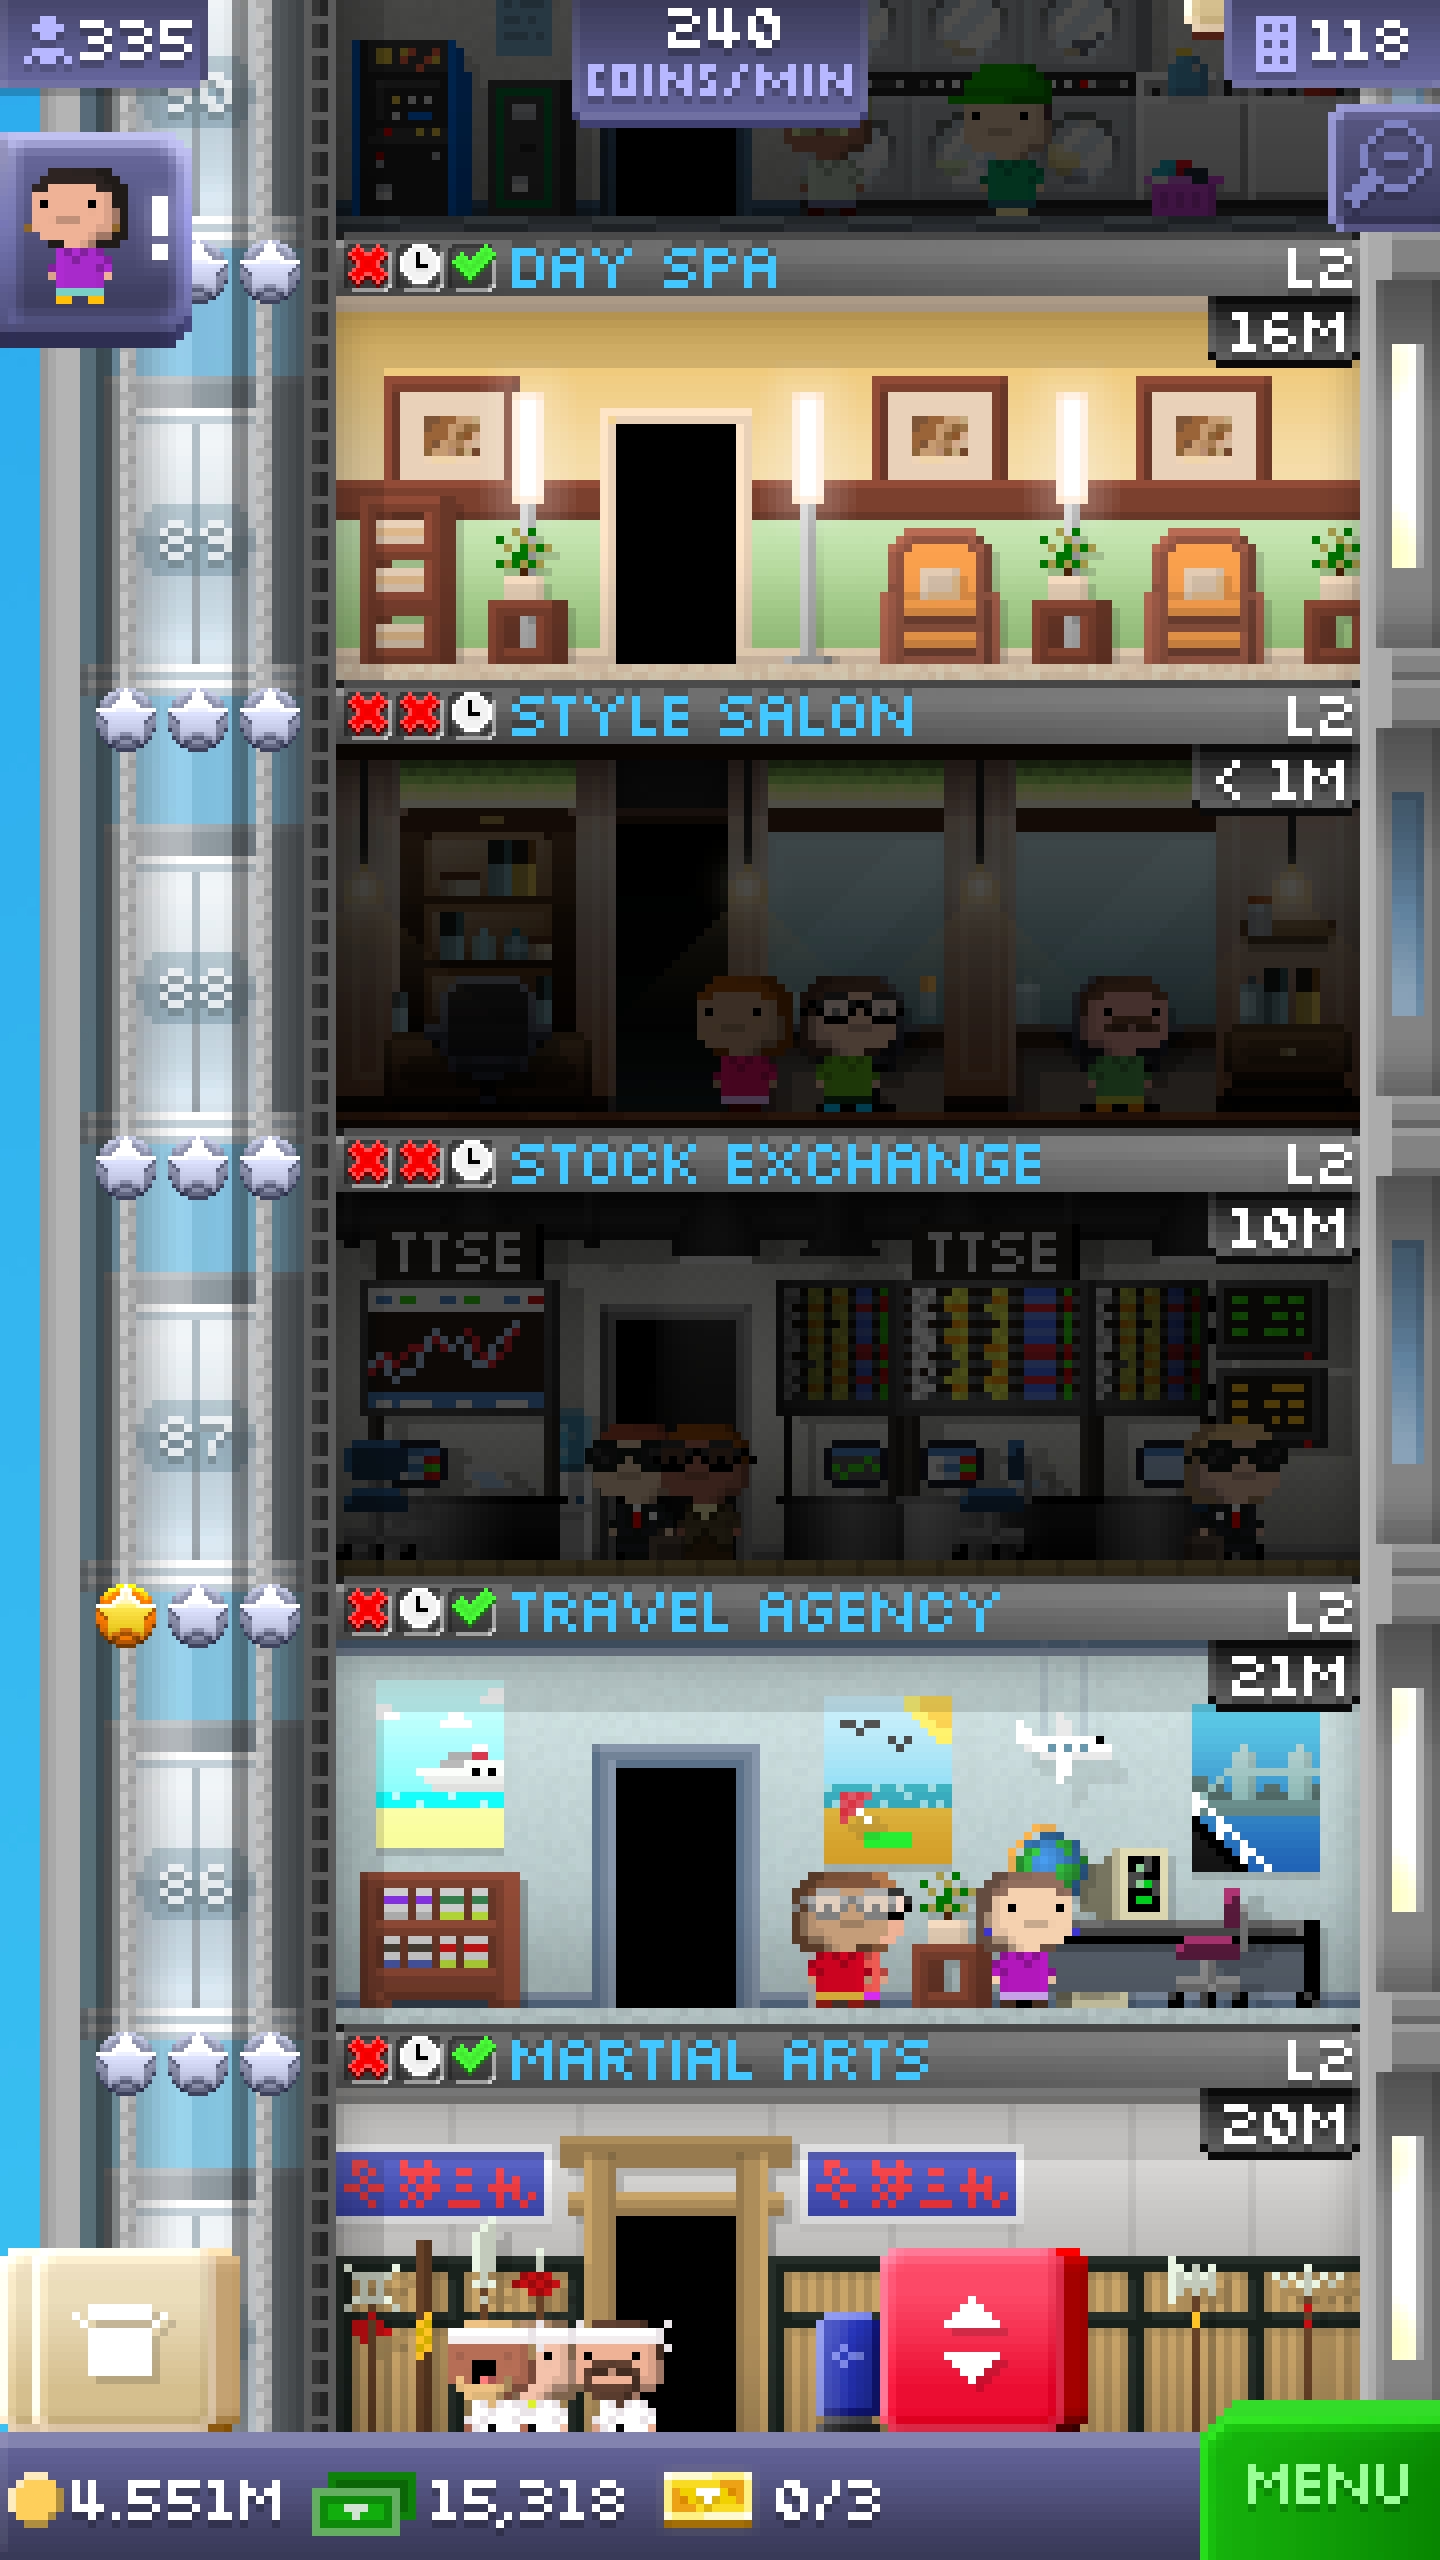 335
240
COINS/MIN
118
90
!
DAY SPA L2
16M
89
STYLE SALON L2
< 1M
88
STOCK EXCHANGE L2
10M
TTSE TTSE
87
TRAVEL AGENCY L2
21M
86
MARTIAL ARTS L2
20M
4.551M 15,318 0/3
MENU